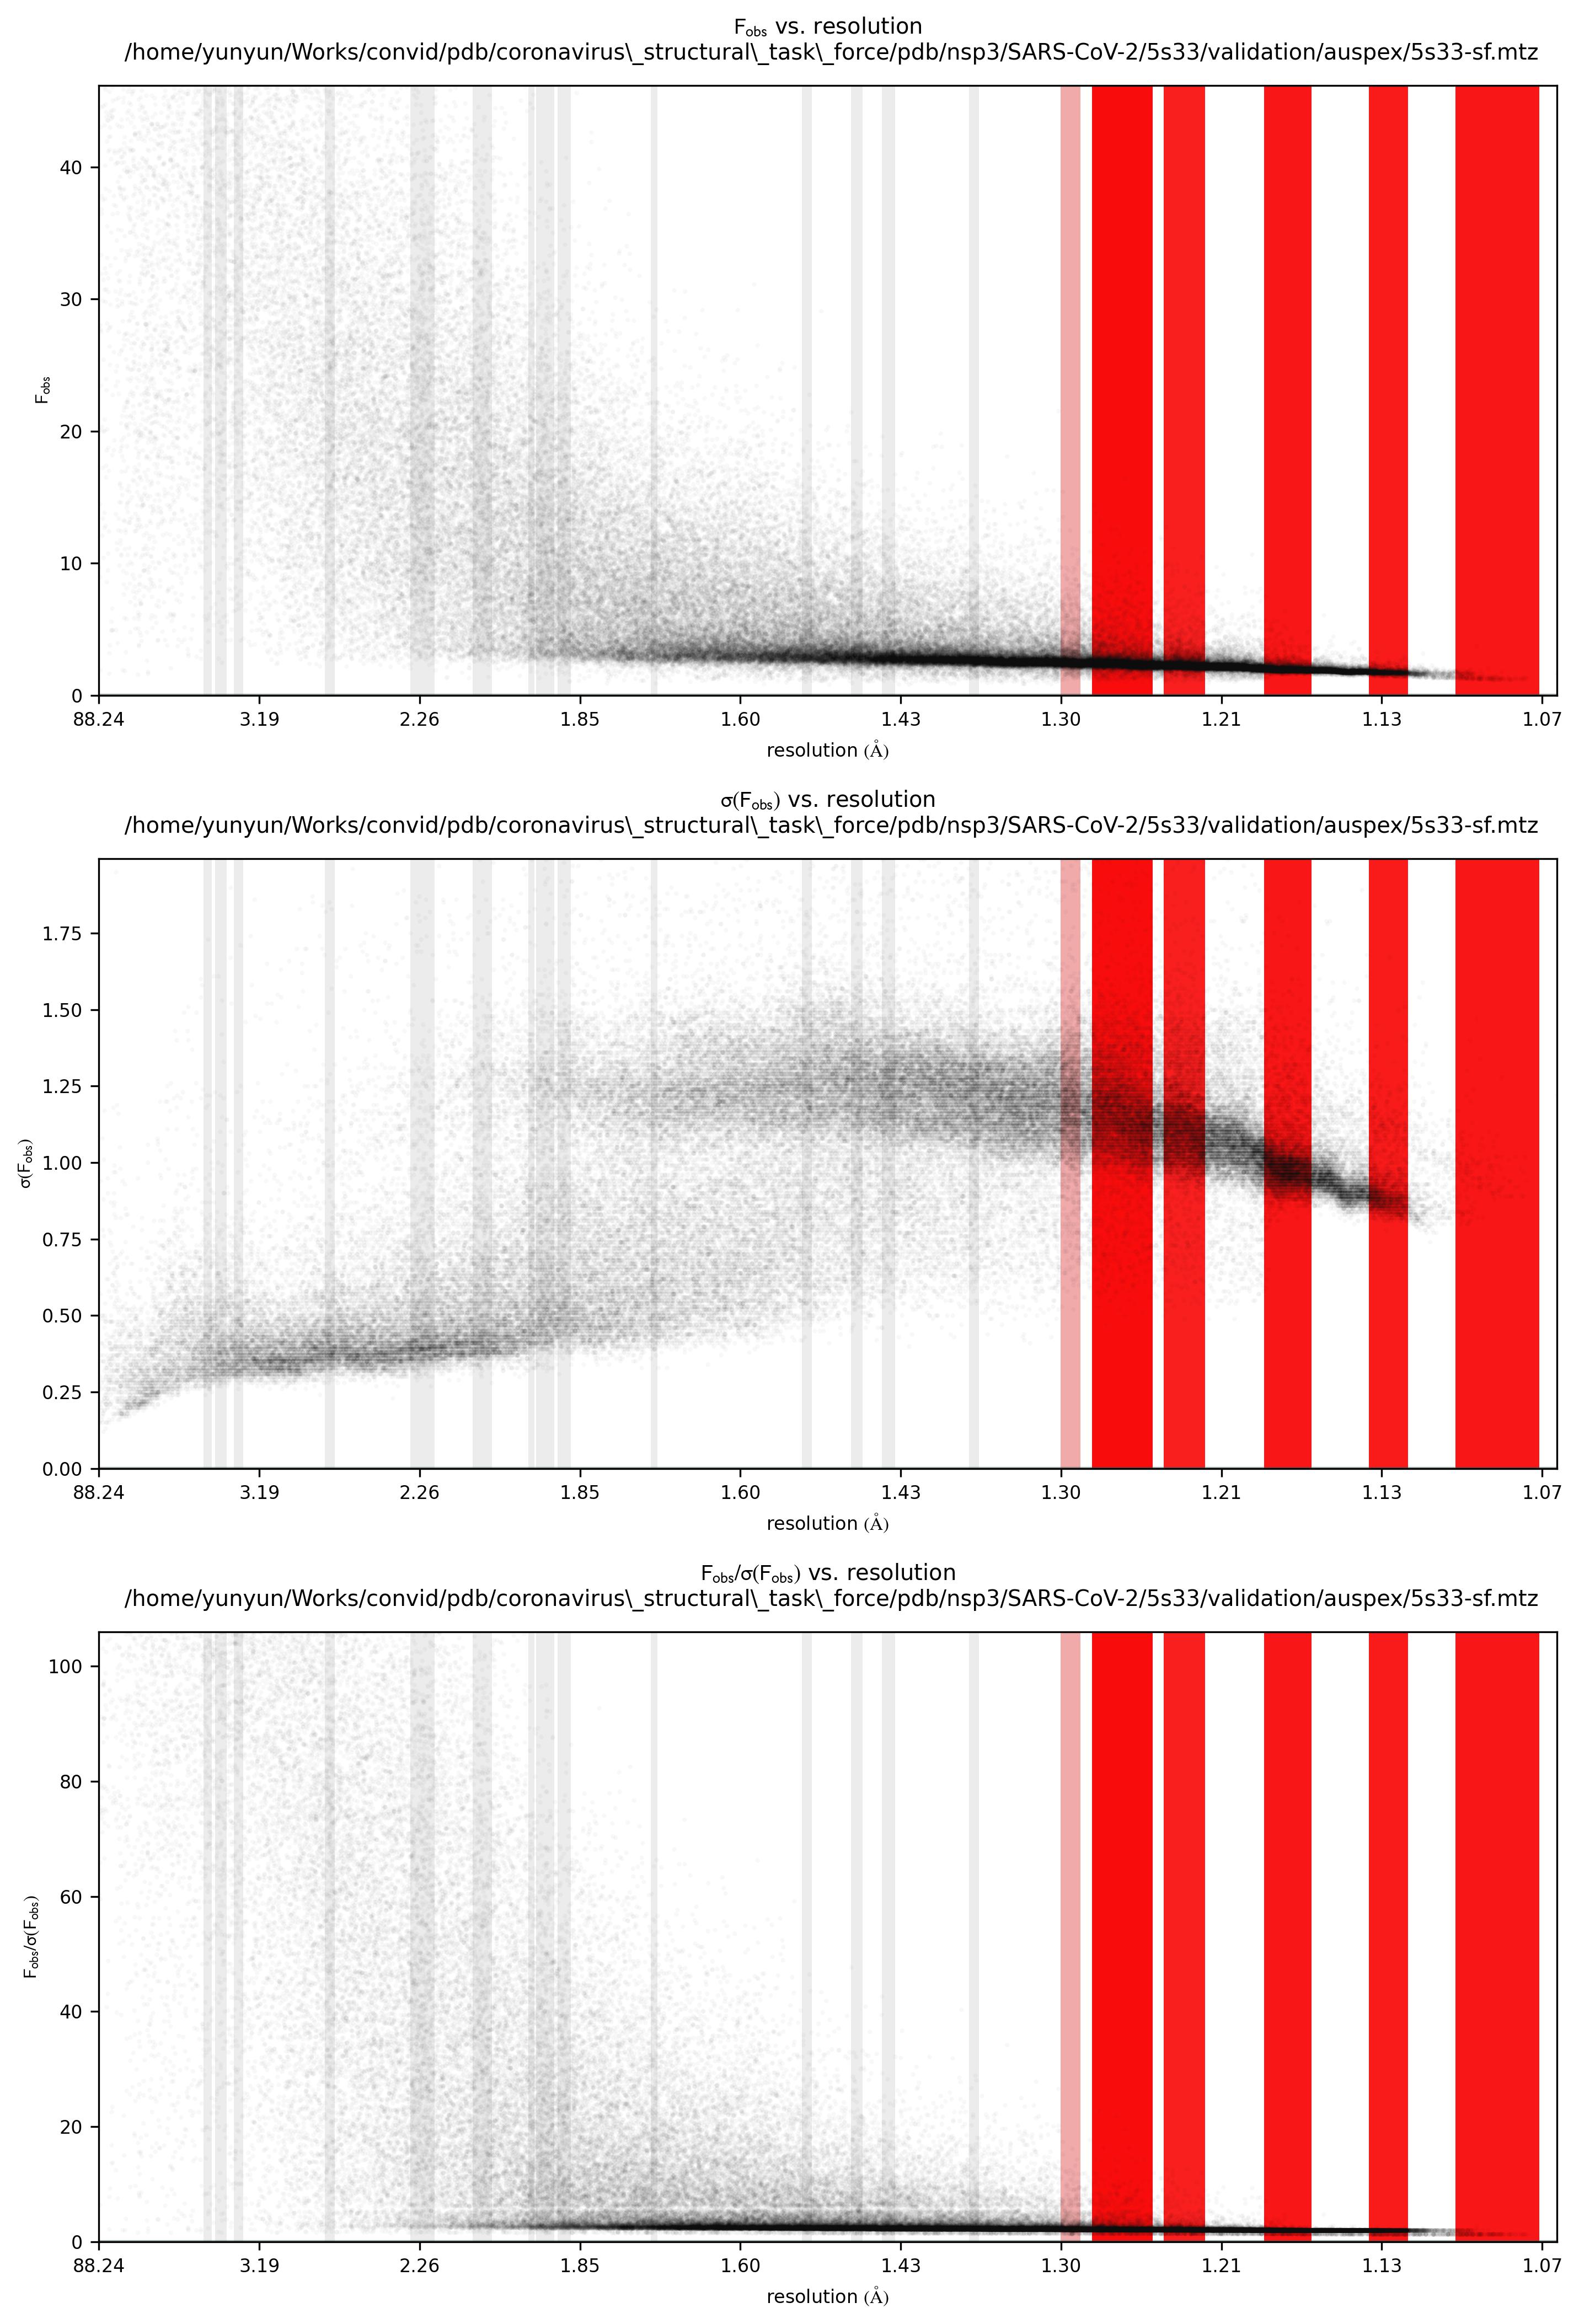 Fobs vs. resolution
/home/yunyun/Works/convid/pdb/coronavirus\_structural\_task\_force/pdb/nsp3/SARS-CoV-2/5s33/validation/auspex/5s33-sf.mtz
40
30
20
10
0
Fobs
88.24 3.19 2.26 1.85 1.60 1.43 1.30 1.21 1.13 1.07
resolution (Å)
σ(Fobs) vs. resolution
/home/yunyun/Works/convid/pdb/coronavirus\_structural\_task\_force/pdb/nsp3/SARS-CoV-2/5s33/validation/auspex/5s33-sf.mtz
1.75
1.50
1.25
1.00
0.75
0.50
0.25
0.00
σ(Fobs)
88.24 3.19 2.26 1.85 1.60 1.43 1.30 1.21 1.13 1.07
resolution (Å)
Fobs/σ(Fobs) vs. resolution
/home/yunyun/Works/convid/pdb/coronavirus\_structural\_task\_force/pdb/nsp3/SARS-CoV-2/5s33/validation/auspex/5s33-sf.mtz
100
80
60
40
20
0
Fobs/σ(Fobs)
88.24 3.19 2.26 1.85 1.60 1.43 1.30 1.21 1.13 1.07
resolution (Å)